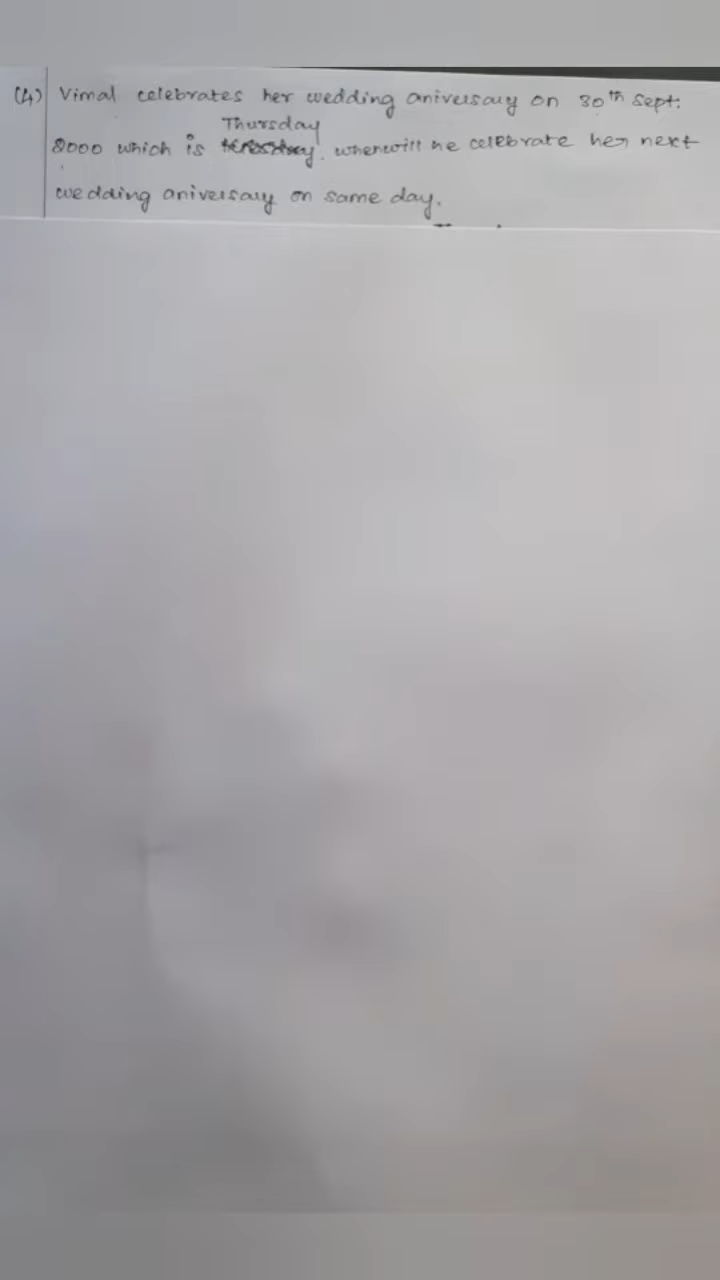 (4) Vimal celebrates her wedding aniversary on 30th Sept.
Thursday
2000 which is when will he celebrate her next
wedding aniversary on same day.